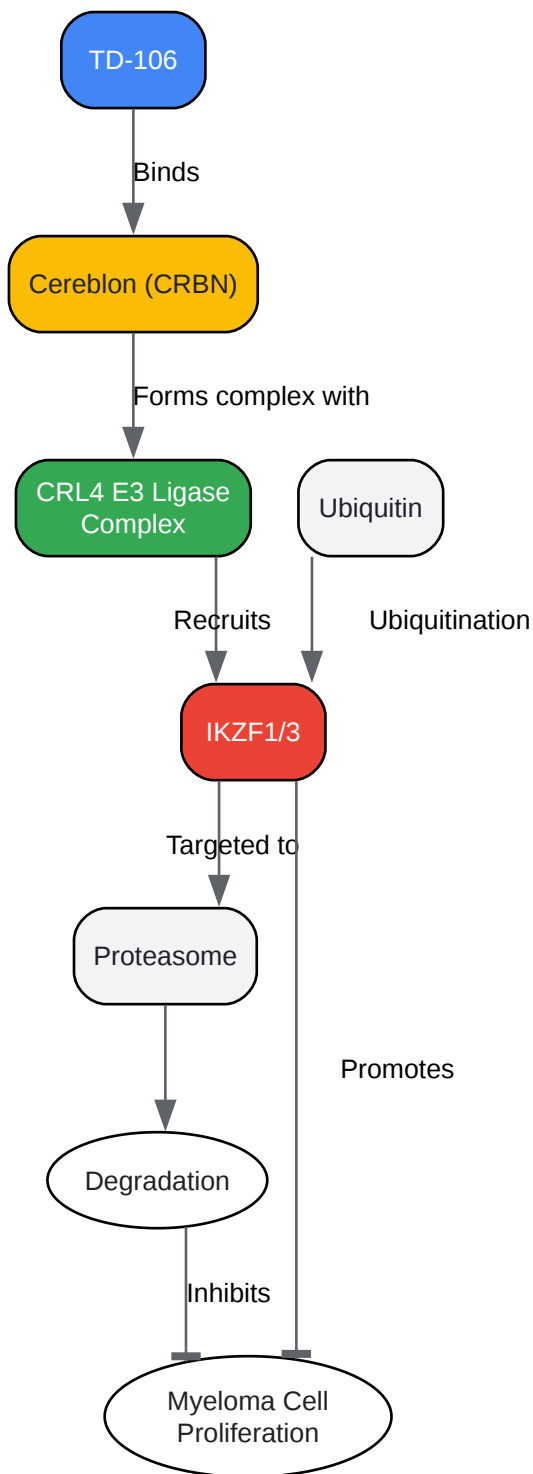 TD-106
Binds
Cereblon (CRBN)
Forms complex with
CRL4 E3 Ligase
Complex
Ubiquitin
Recruits
Ubiquitination
IKZF1/3
Targeted to
Proteasome
Promotes
Degradation
Inhibits
Myeloma Cell
Proliferation